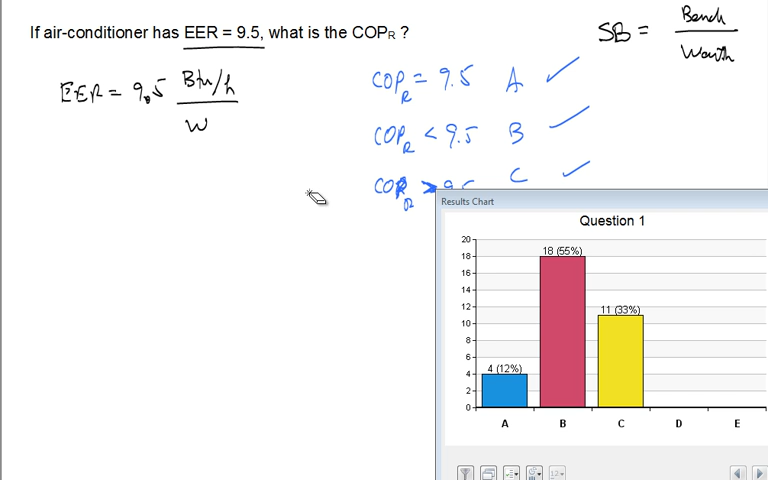 If air-conditioner has EER = 9.5, what is the COPR ?
SB = Bench / Worth
EER = 9.5 Btu/h
W
COPR = 9.5 A
COPR < 9.5 B
COPR > 95 C
Results Chart
Question 1
20
18
16
14
12
10
8
6
4
2
0
4 (12%)
18 (55%)
11 (33%)
A B C D E